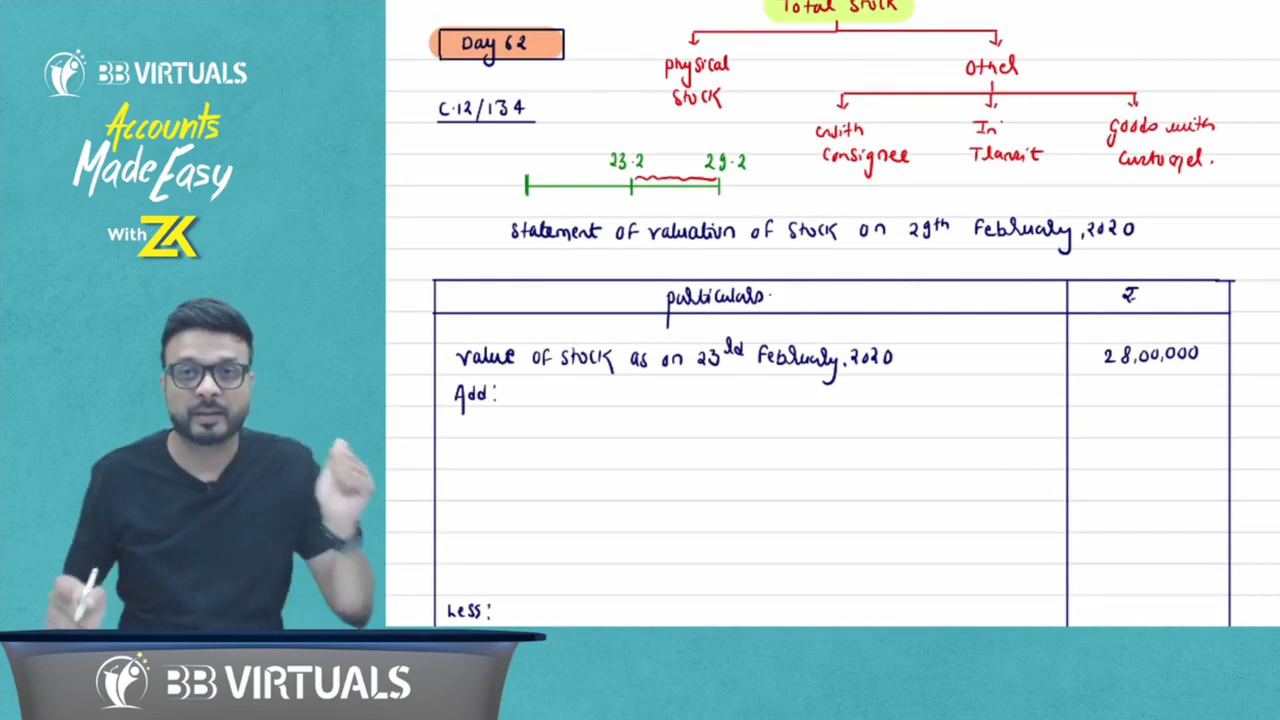 BB VIRTUALS
Accounts
Made Easy
With ZK
Total Stock
Day 62
Physical
Stock
Other
C.12/134
With
Consignee
In
Transit
Goods with
Customer.
23.2
29.2
Statement of valuation of Stock on 29th February, 2020
Particulars.
₹
Value of Stock as on 23rd February, 2020
28,00,000
Add:
Less:
BB VIRTUALS